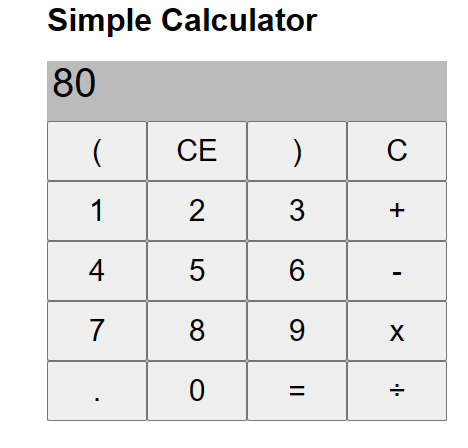 Simple Calculator
80
( CE ) C
1 2 3 +
4 5 6 -
7 8 9 x
. 0 = ÷